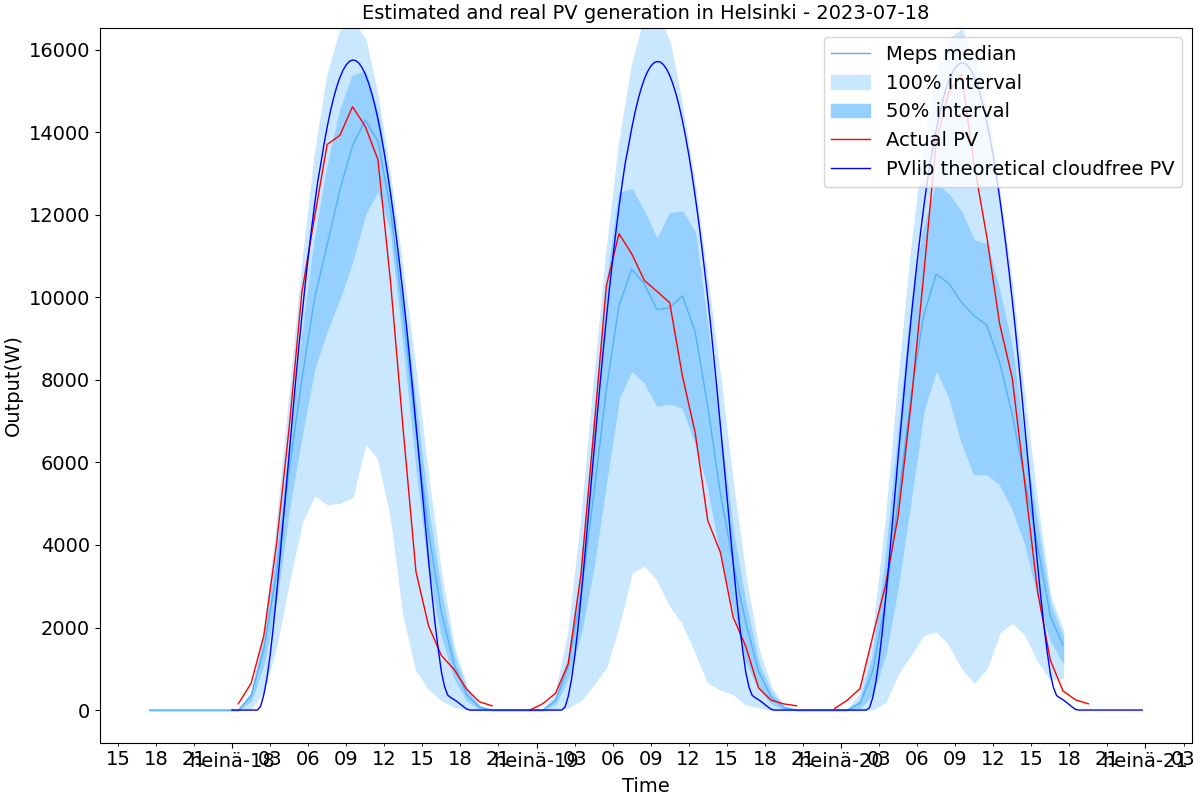 Estimated and real PV generation in Helsinki - 2023-07-18
16000
14000
12000
10000
8000
6000
4000
2000
0
Output(W)
Meps median
100% interval
50% interval
Actual PV
PVlib theoretical cloudfree PV
15 18 21 03 06 09 12 15 18 21 03 06 09 12 15 18 21 03 06 09 12 15 18 21 03
heinä-18 heinä-19 heinä-20 heinä-21
Time